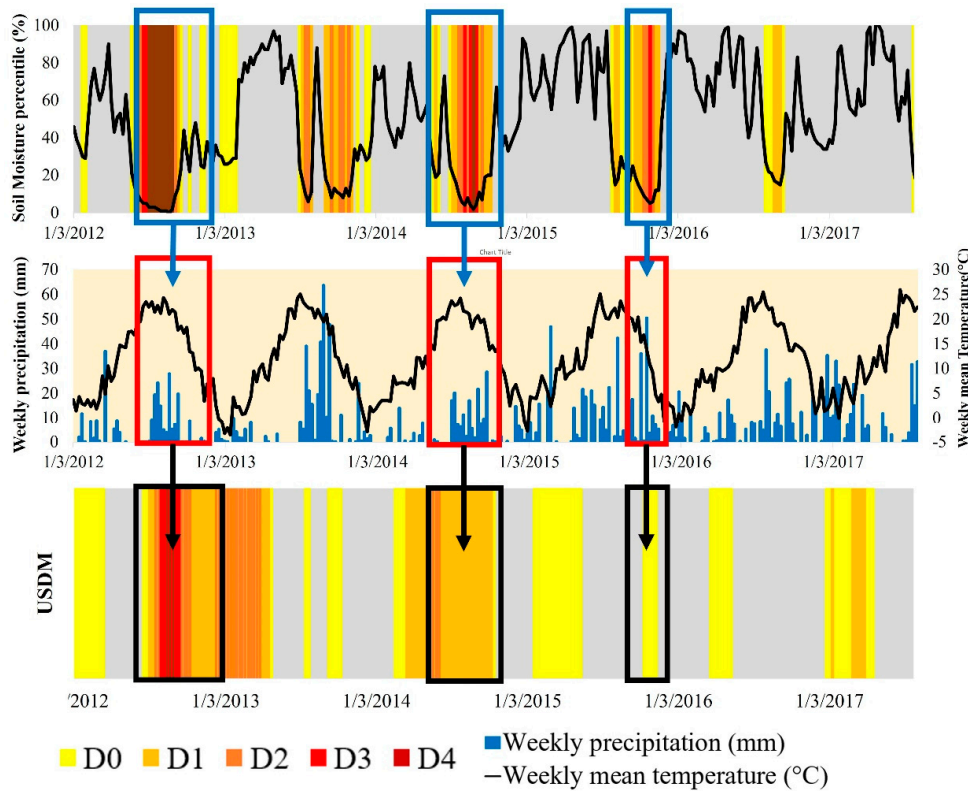 Soil Moisture percentile (%)
100
80
60
40
20
0
1/3/2012 1/3/2013 1/3/2014 1/3/2015 1/3/2016 1/3/2017
Chart Title
Weekly precipitation (mm)
70
60
50
40
30
20
10
0
30
25
20
15
10
5
0
-5
Weekly mean Temperature(°C)
1/3/2012 1/3/2013 1/3/2014 1/3/2015 1/3/2016 1/3/2017
USDM
/2012 1/3/2013 1/3/2014 1/3/2015 1/3/2016 1/3/2017
D0 D1 D2 D3 D4
Weekly precipitation (mm)
Weekly mean temperature (°C)